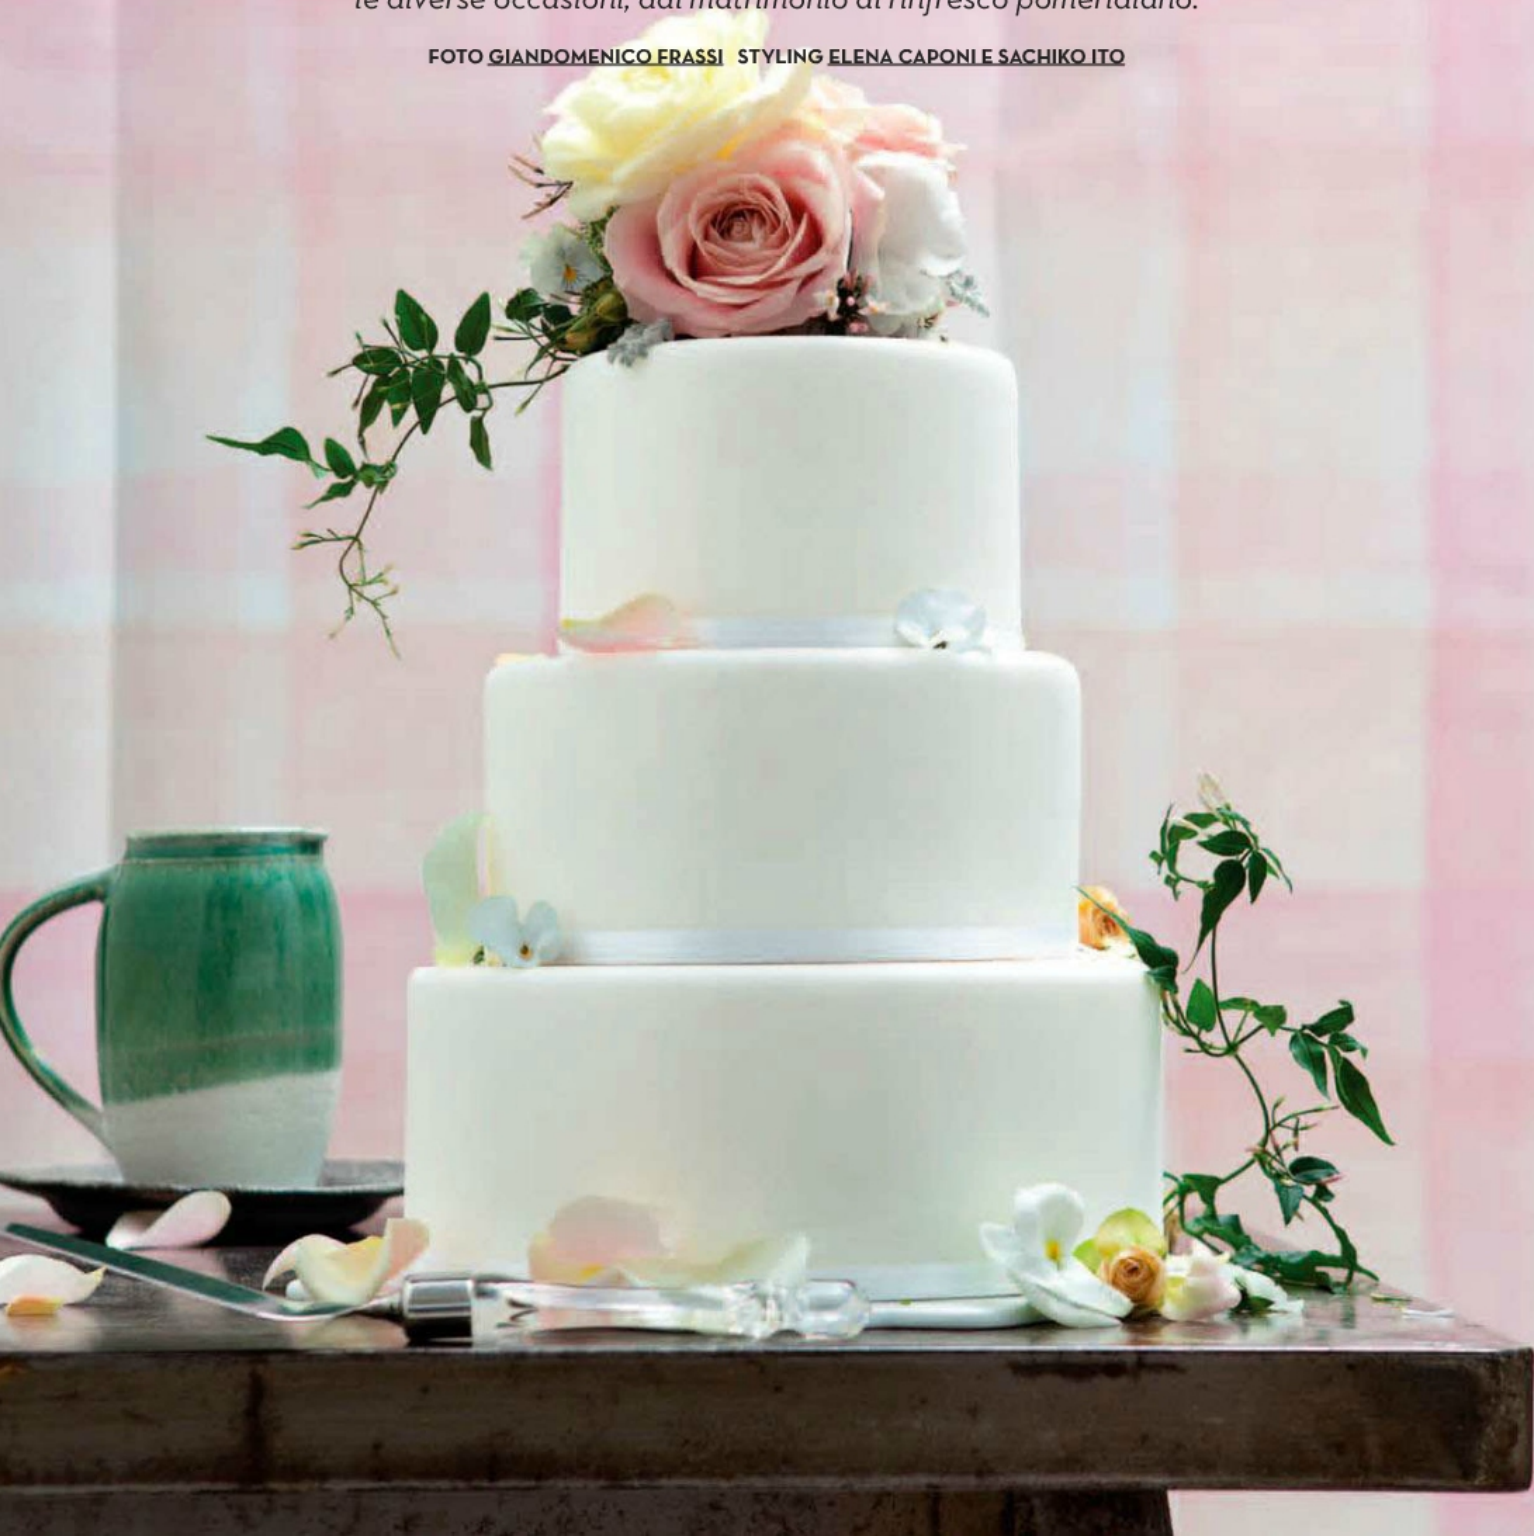 le diverse occasioni, dal matrimonio al rinfresco pomeridiano.
FOTO GIANDOMENICO FRASSI STYLING ELENA CAPONI E SACHIKO ITO